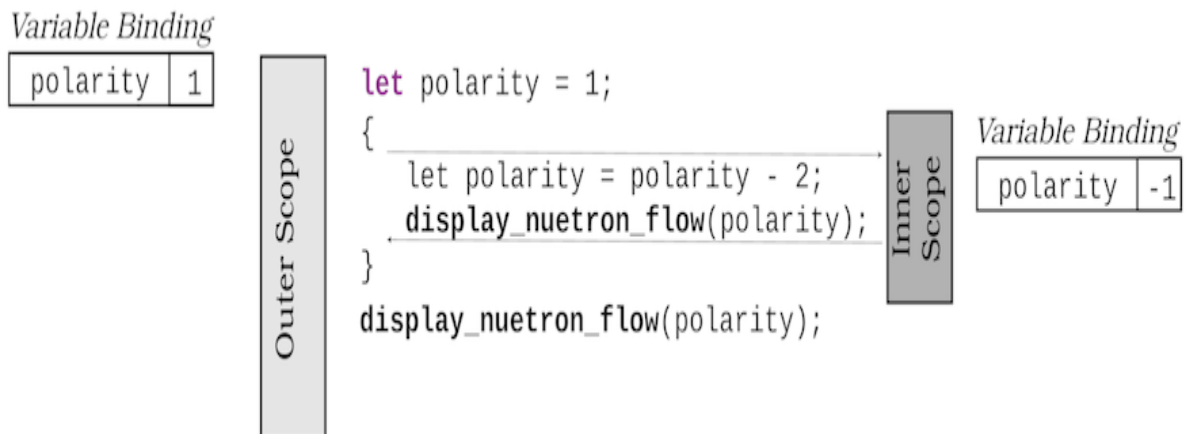 Variable Binding
polarity 1
Outer Scope
let polarity = 1;
{
let polarity = polarity - 2;
display_nuetron_flow(polarity);
}
display_nuetron_flow(polarity);
Inner
Scope
Variable Binding
polarity -1